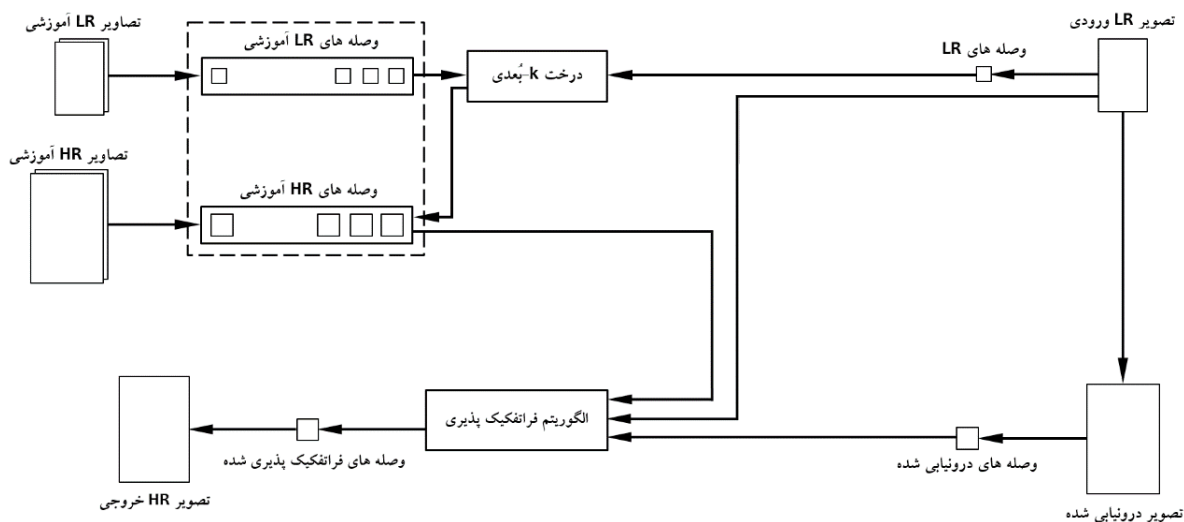 تصاویر LR آموزشی
وصله های LR آموزشی
تصویر LR ورودی
وصله های LR
درخت k-بُعدی
تصاویر HR آموزشی
وصله های HR آموزشی
الگوریتم فراتفکیک پذیری
وصله های فراتفکیک پذیری شده
وصله های درونیابی شده
تصویر HR خروجی
تصویر درونیابی شده